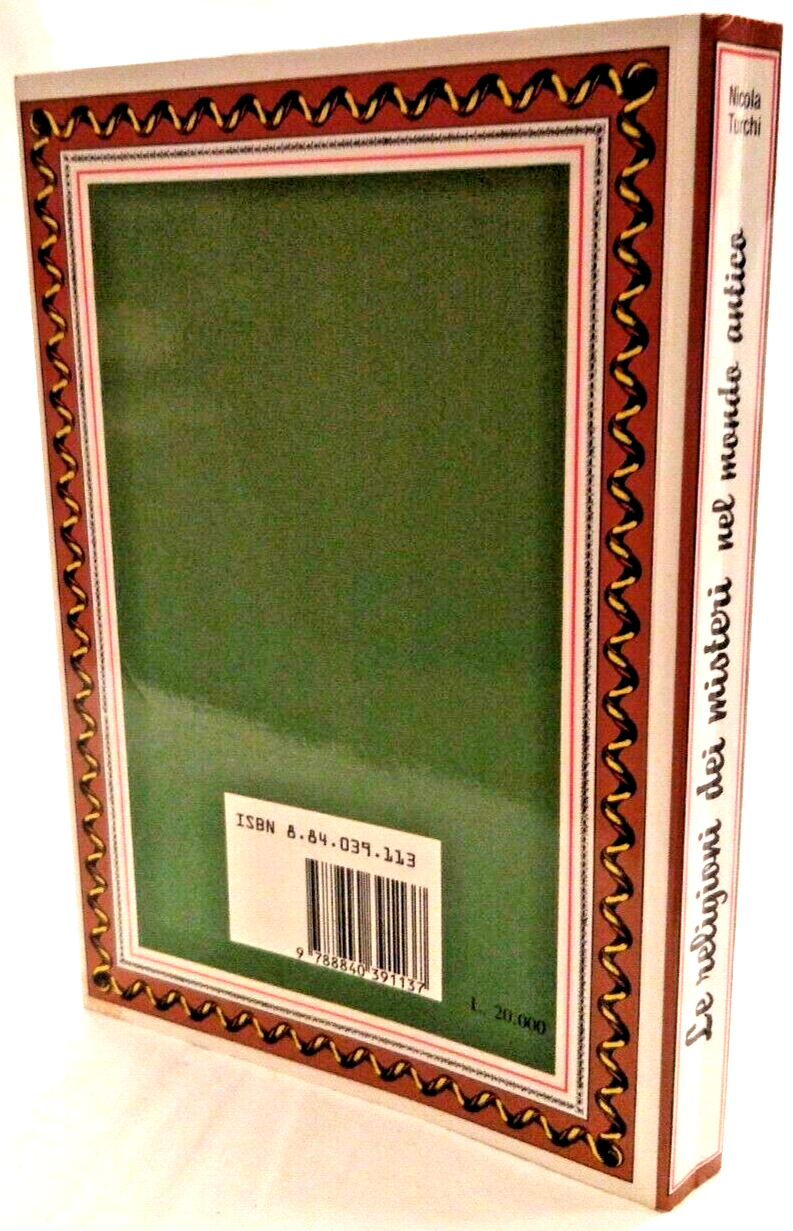 Nicola
Turchi
Le religioni dei misteri nel mondo antico
ISBN 8.84.039.113
9 788840 391137
L. 20.000